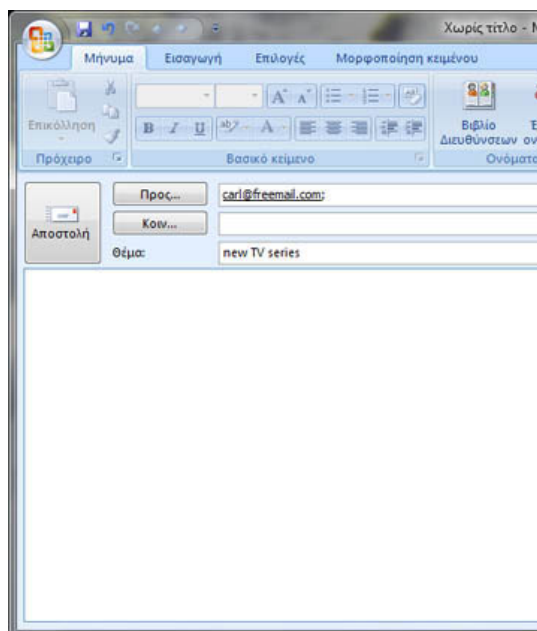 Χωρίς τίτλο - Μ
Μήνυμα Εισαγωγή Επιλογές Μορφοποίηση κειμένου
Επικόλληση
B I U
Βιβλίο
Διευθύνσεων
Πρόχειρο Βασικό κείμενο Ονόματα
Προς... carl@freemail.com;
Αποστολή
Κοιν...
Θέμα: new TV series